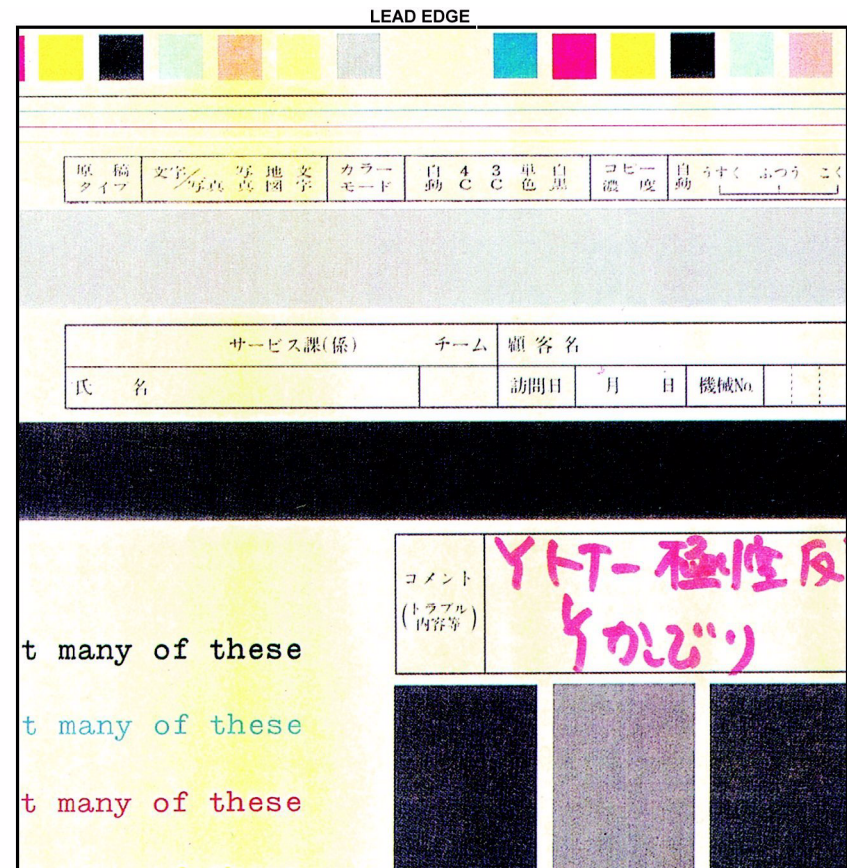 LEAD EDGE
原稿タイプ 文字/写真 写真 地図 文字 カラーモード 自動 4C 3C 単色 白黒 コピー濃度 自動 うすく ふつう こく
サービス課(係) チーム 顧客名
氏 名 訪問日 月 日 機械No.
コメント(トラブル内容等) Yトナー極性反
Yかぶり
t many of these
t many of these
t many of these